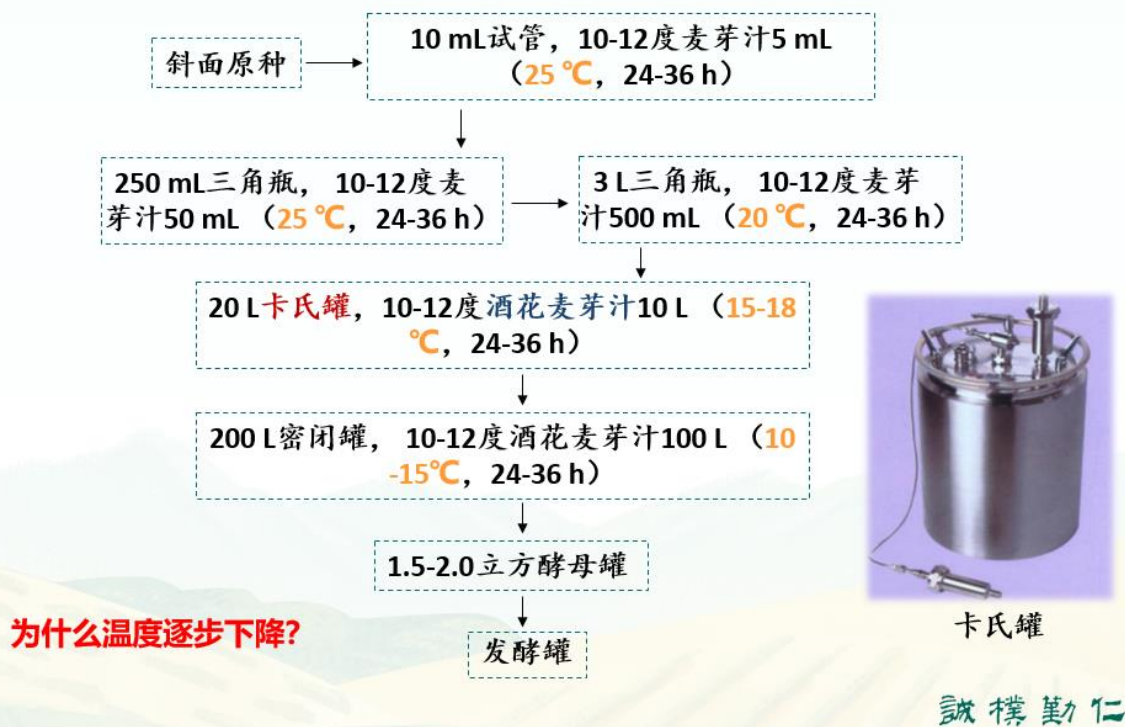 斜面原种
10 mL试管，10-12度麦芽汁5 mL
（25 ℃，24-36 h）
250 mL三角瓶， 10-12度麦
芽汁50 mL （25 ℃，24-36 h）
3 L三角瓶， 10-12度麦芽
汁500 mL （20 ℃，24-36 h）
20 L卡氏罐，10-12度酒花麦芽汁10 L （15-18
℃，24-36 h）
200 L密闭罐， 10-12度酒花麦芽汁100 L （10
-15℃，24-36 h）
1.5-2.0立方酵母罐
发酵罐
为什么温度逐步下降?
卡氏罐
誠樸勤仁